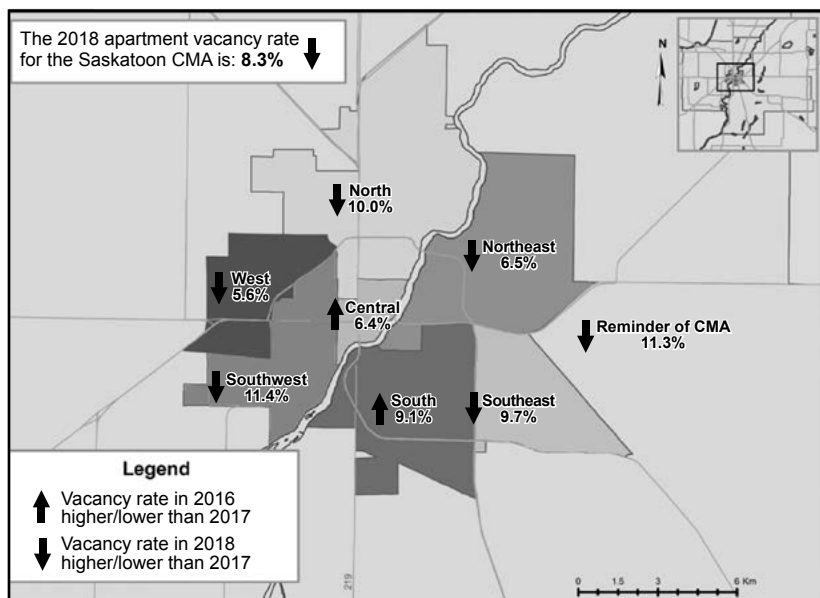 The 2018 apartment vacancy rate
for the Saskatoon CMA is: 8.3%
N
North
10.0%
Northeast
6.5%
West
5.6%
Central
6.4%
Reminder of CMA
11.3%
Southwest
11.4%
South
9.1%
Southeast
9.7%
Legend
Vacancy rate in 2016
higher/lower than 2017
Vacancy rate in 2018
higher/lower than 2017
219
0 1.5 3 6 Km